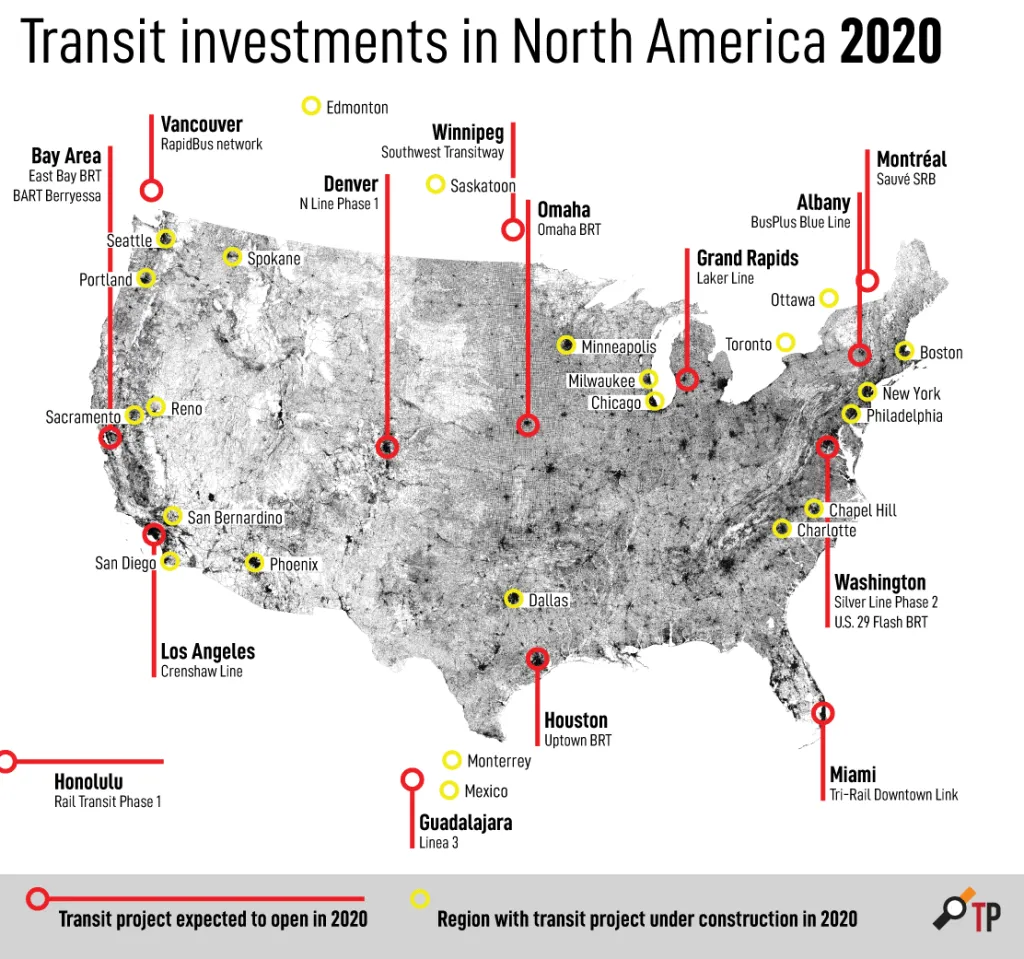 Transit investments in North America 2020
Edmonton
Vancouver
RapidBus network
Winnipeg
Southwest Transitway
Bay Area
East Bay BRT
BART Berryessa
Denver
N Line Phase 1
Saskatoon
Omaha
Omaha BRT
Montréal
Sauvé SRB
Albany
BusPlus Blue Line
Grand Rapids
Laker Line
Seattle
Spokane
Portland
Ottawa
Toronto
Boston
Minneapolis
Milwaukee
Chicago
New York
Philadelphia
Sacramento
Reno
San Bernardino
San Diego
Phoenix
Chapel Hill
Charlotte
Dallas
Washington
Silver Line Phase 2
U.S. 29 Flash BRT
Los Angeles
Crenshaw Line
Houston
Uptown BRT
Monterrey
Mexico
Honolulu
Rail Transit Phase 1
Guadalajara
Linea 3
Miami
Tri-Rail Downtown Link
Transit project expected to open in 2020
Region with transit project under construction in 2020
TP